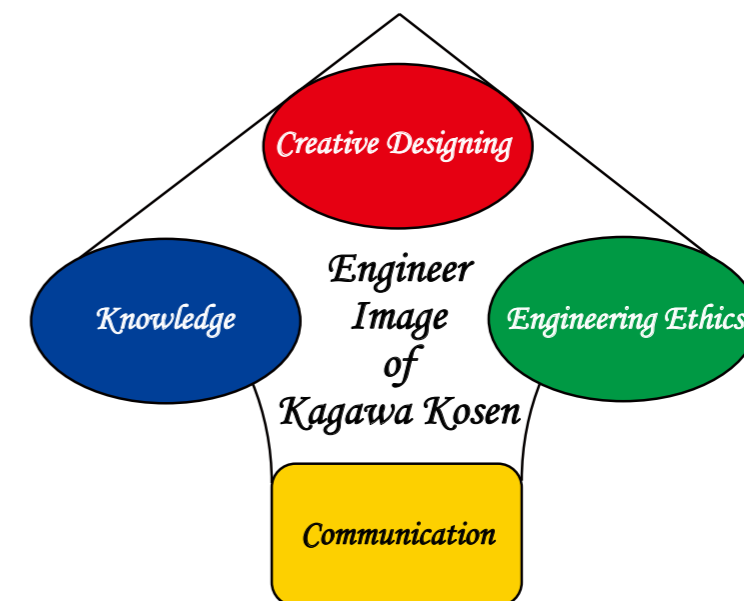 Creative Designing
Engineer
Image
of
Kagawa Kosen
Knowledge
Engineering Ethics
Communication